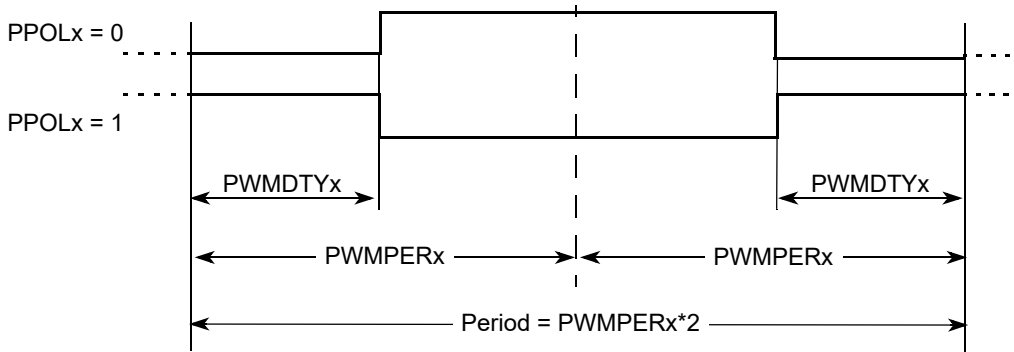 PPOLx = 0
PPOLx = 1
PWMDTYx
PWMDTYx
PWMPERx
PWMPERx
Period = PWMPERx*2